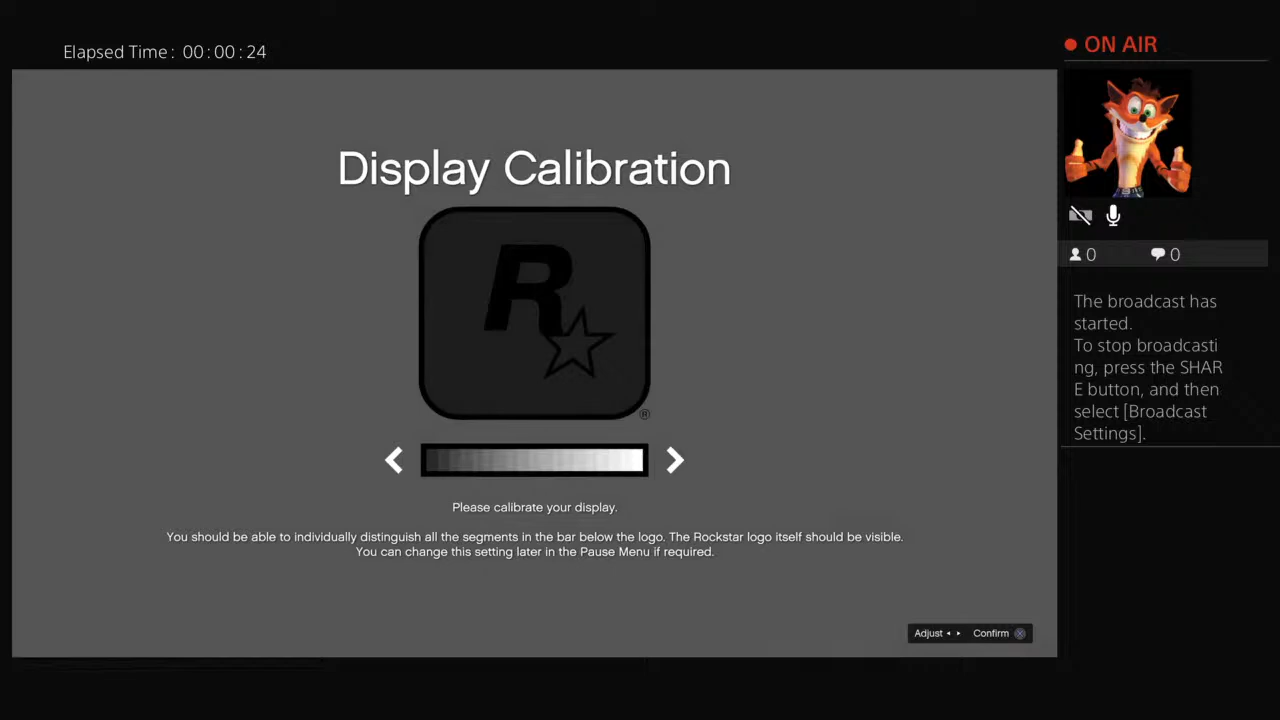 Elapsed Time: 00:00:24
ON AIR
Display Calibration
R
®
0 0
The broadcast has
started.
To stop broadcasti
ng, press the SHAR
E button, and then
select [Broadcast
Settings].
Please calibrate your display.
You should be able to individually distinguish all the segments in the bar below the logo. The Rockstar logo itself should be visible.
You can change this setting later in the Pause Menu if required.
Adjust Confirm